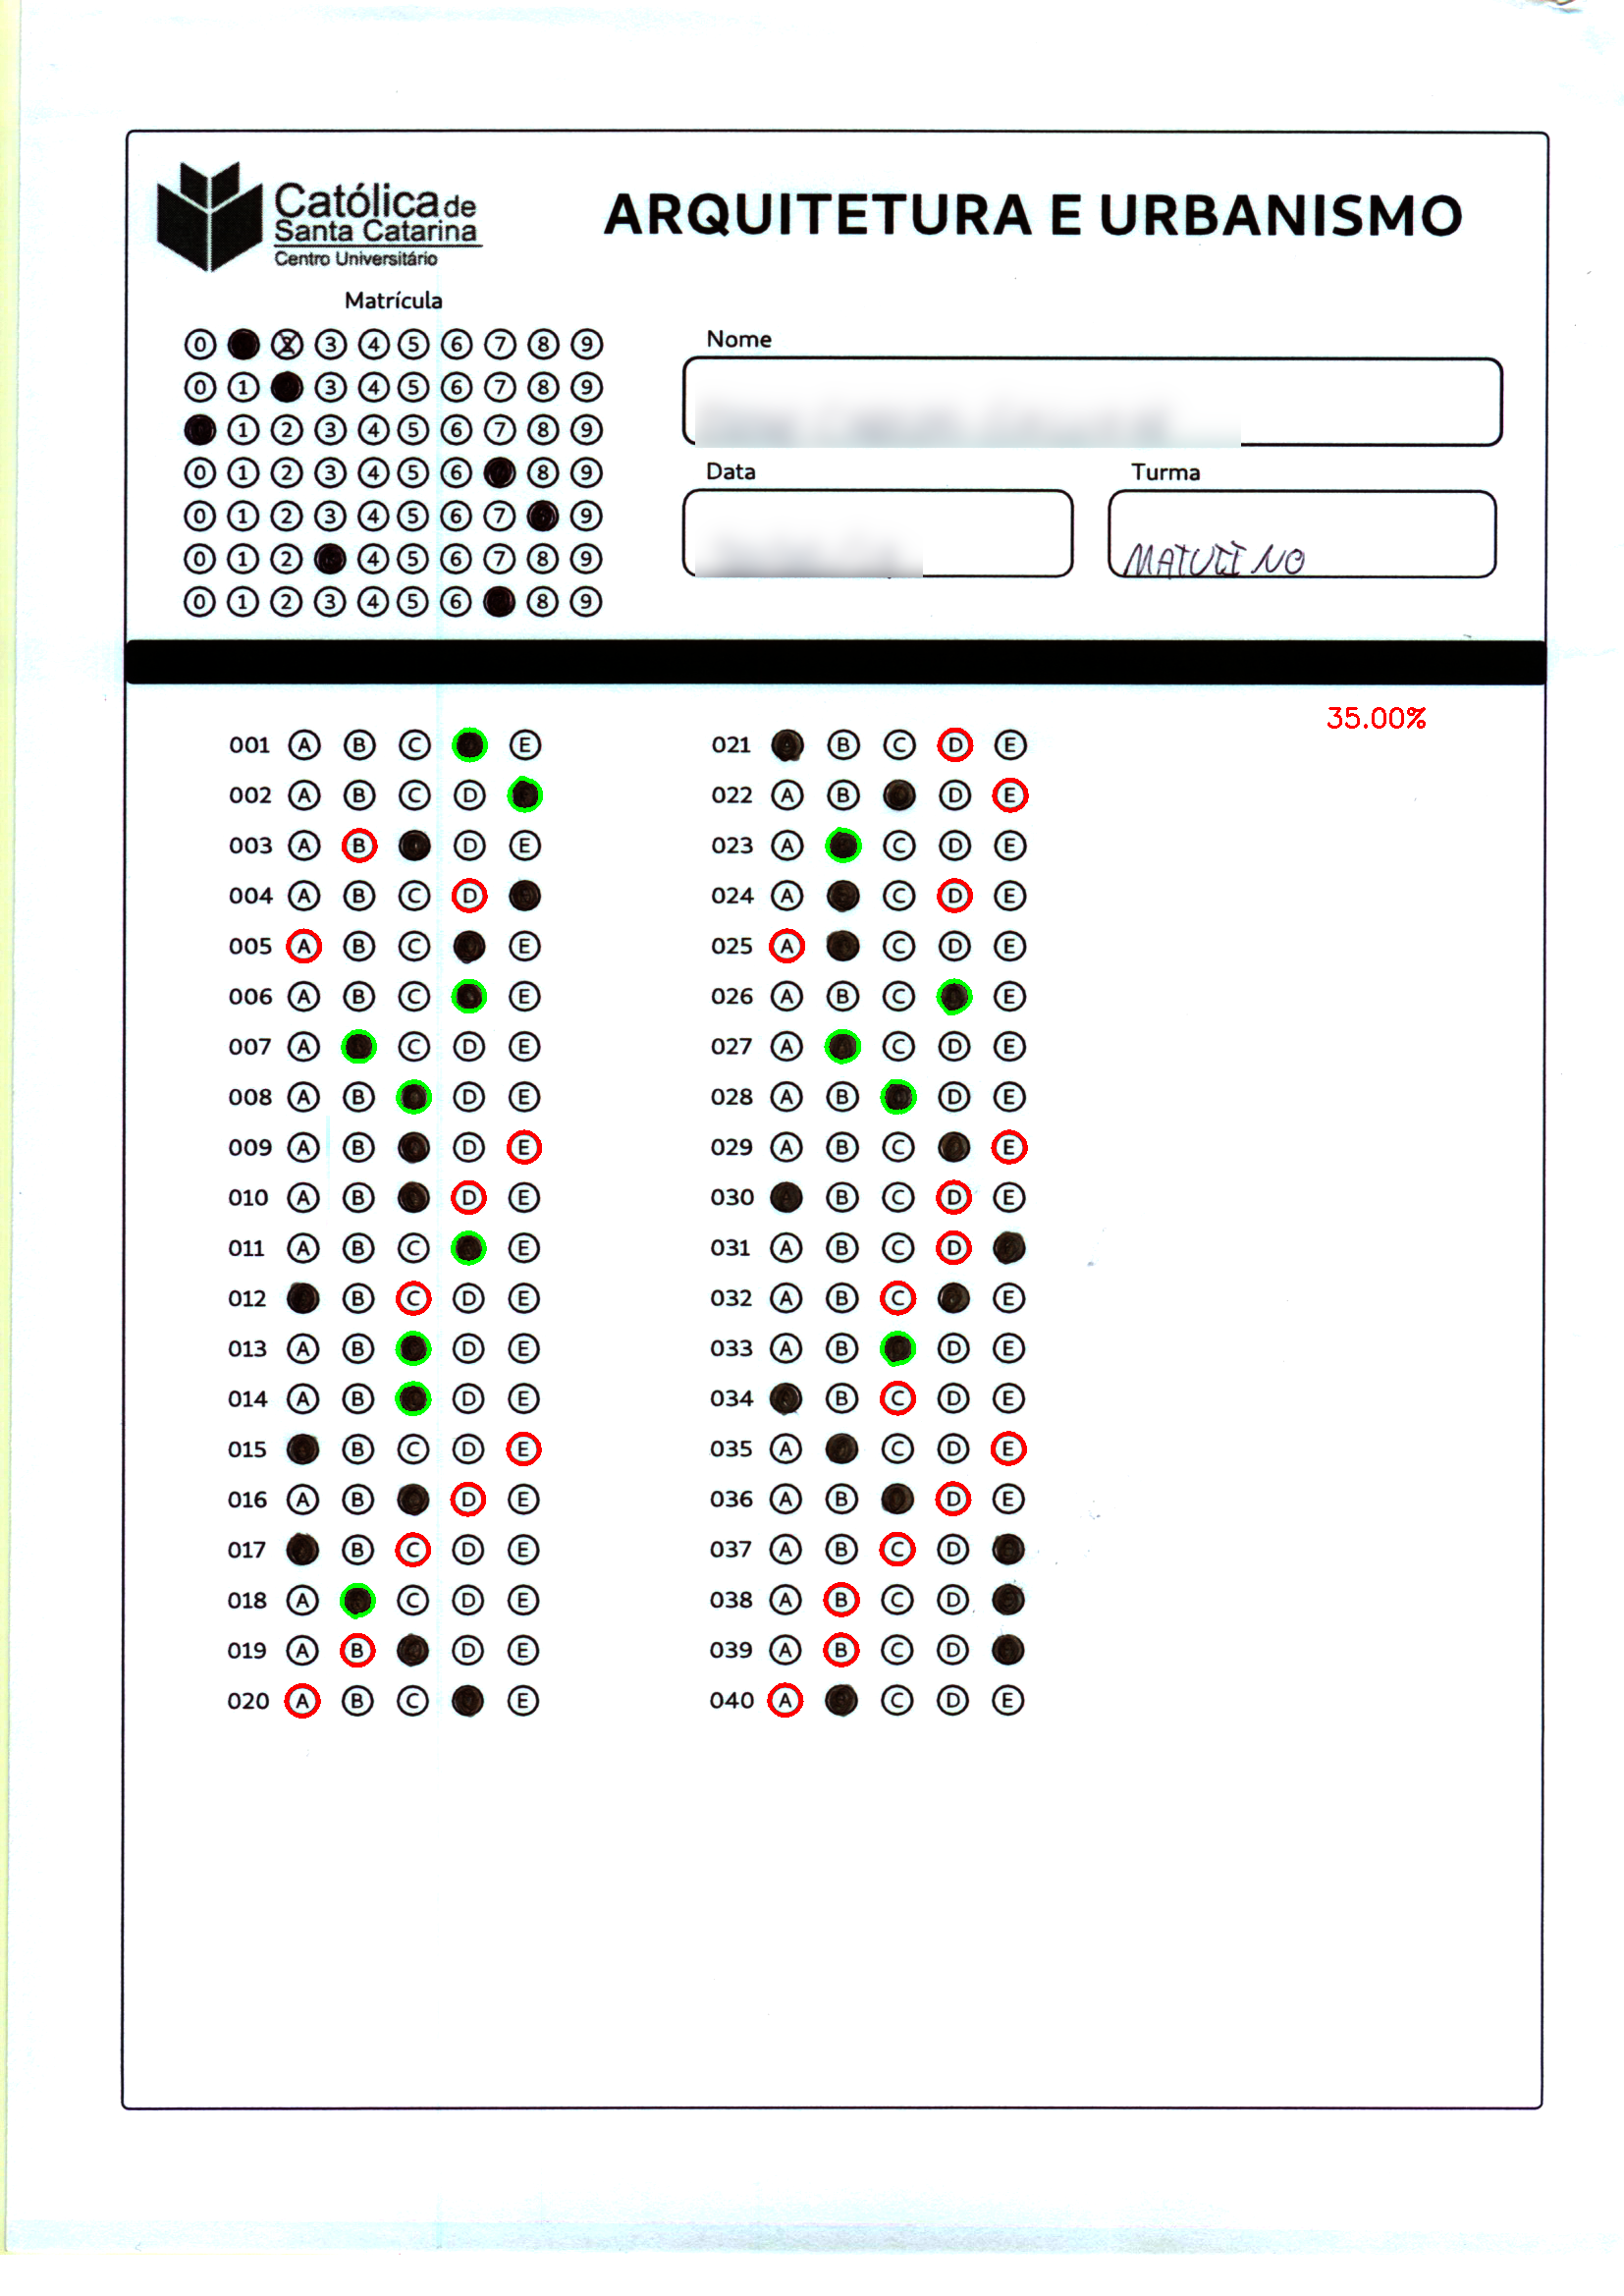 Católica de
Santa Catarina
Centro Universitário
ARQUITETURA E URBANISMO
Matrícula
0 2 3 4 5 6 7 8 9
0 1 3 4 5 6 7 8 9
1 2 3 4 5 6 7 8 9
0 1 2 3 4 5 6 8 9
0 1 2 3 4 5 6 7 9
0 1 2 4 5 6 7 8 9
0 1 2 3 4 5 6 8 9
Nome
Data
Turma
MATUTINO
35.00%
001 A B C E
002 A B C D
003 A B D E
004 A B C D
005 A B C E
006 A B C E
007 A C D E
008 A B D E
009 A B D E
010 A B D E
011 A B C E
012 B C D E
013 A B D E
014 A B D E
015 B C D E
016 A B D E
017 B C D E
018 A C D E
019 A B D E
020 A B C E
021 B C D E
022 A B D E
023 A C D E
024 A C D E
025 A C D E
026 A B C E
027 A C D E
028 A B D E
029 A B C E
030 B C D E
031 A B C D
032 A B C E
033 A B D E
034 B C D E
035 A C D E
036 A B D E
037 A B C D
038 A B C D
039 A B C D
040 A C D E